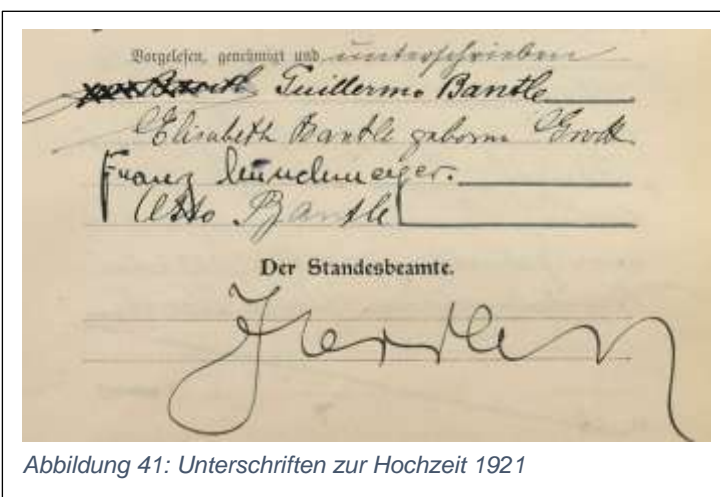 Vorgelesen, genehmigt und unterschrieben
Guillermo Bantle
Elisabeth Bantle geborne Grock
Franz
Otto Bantle
Der Standesbeamte.
Abbildung 41: Unterschriften zur Hochzeit 1921